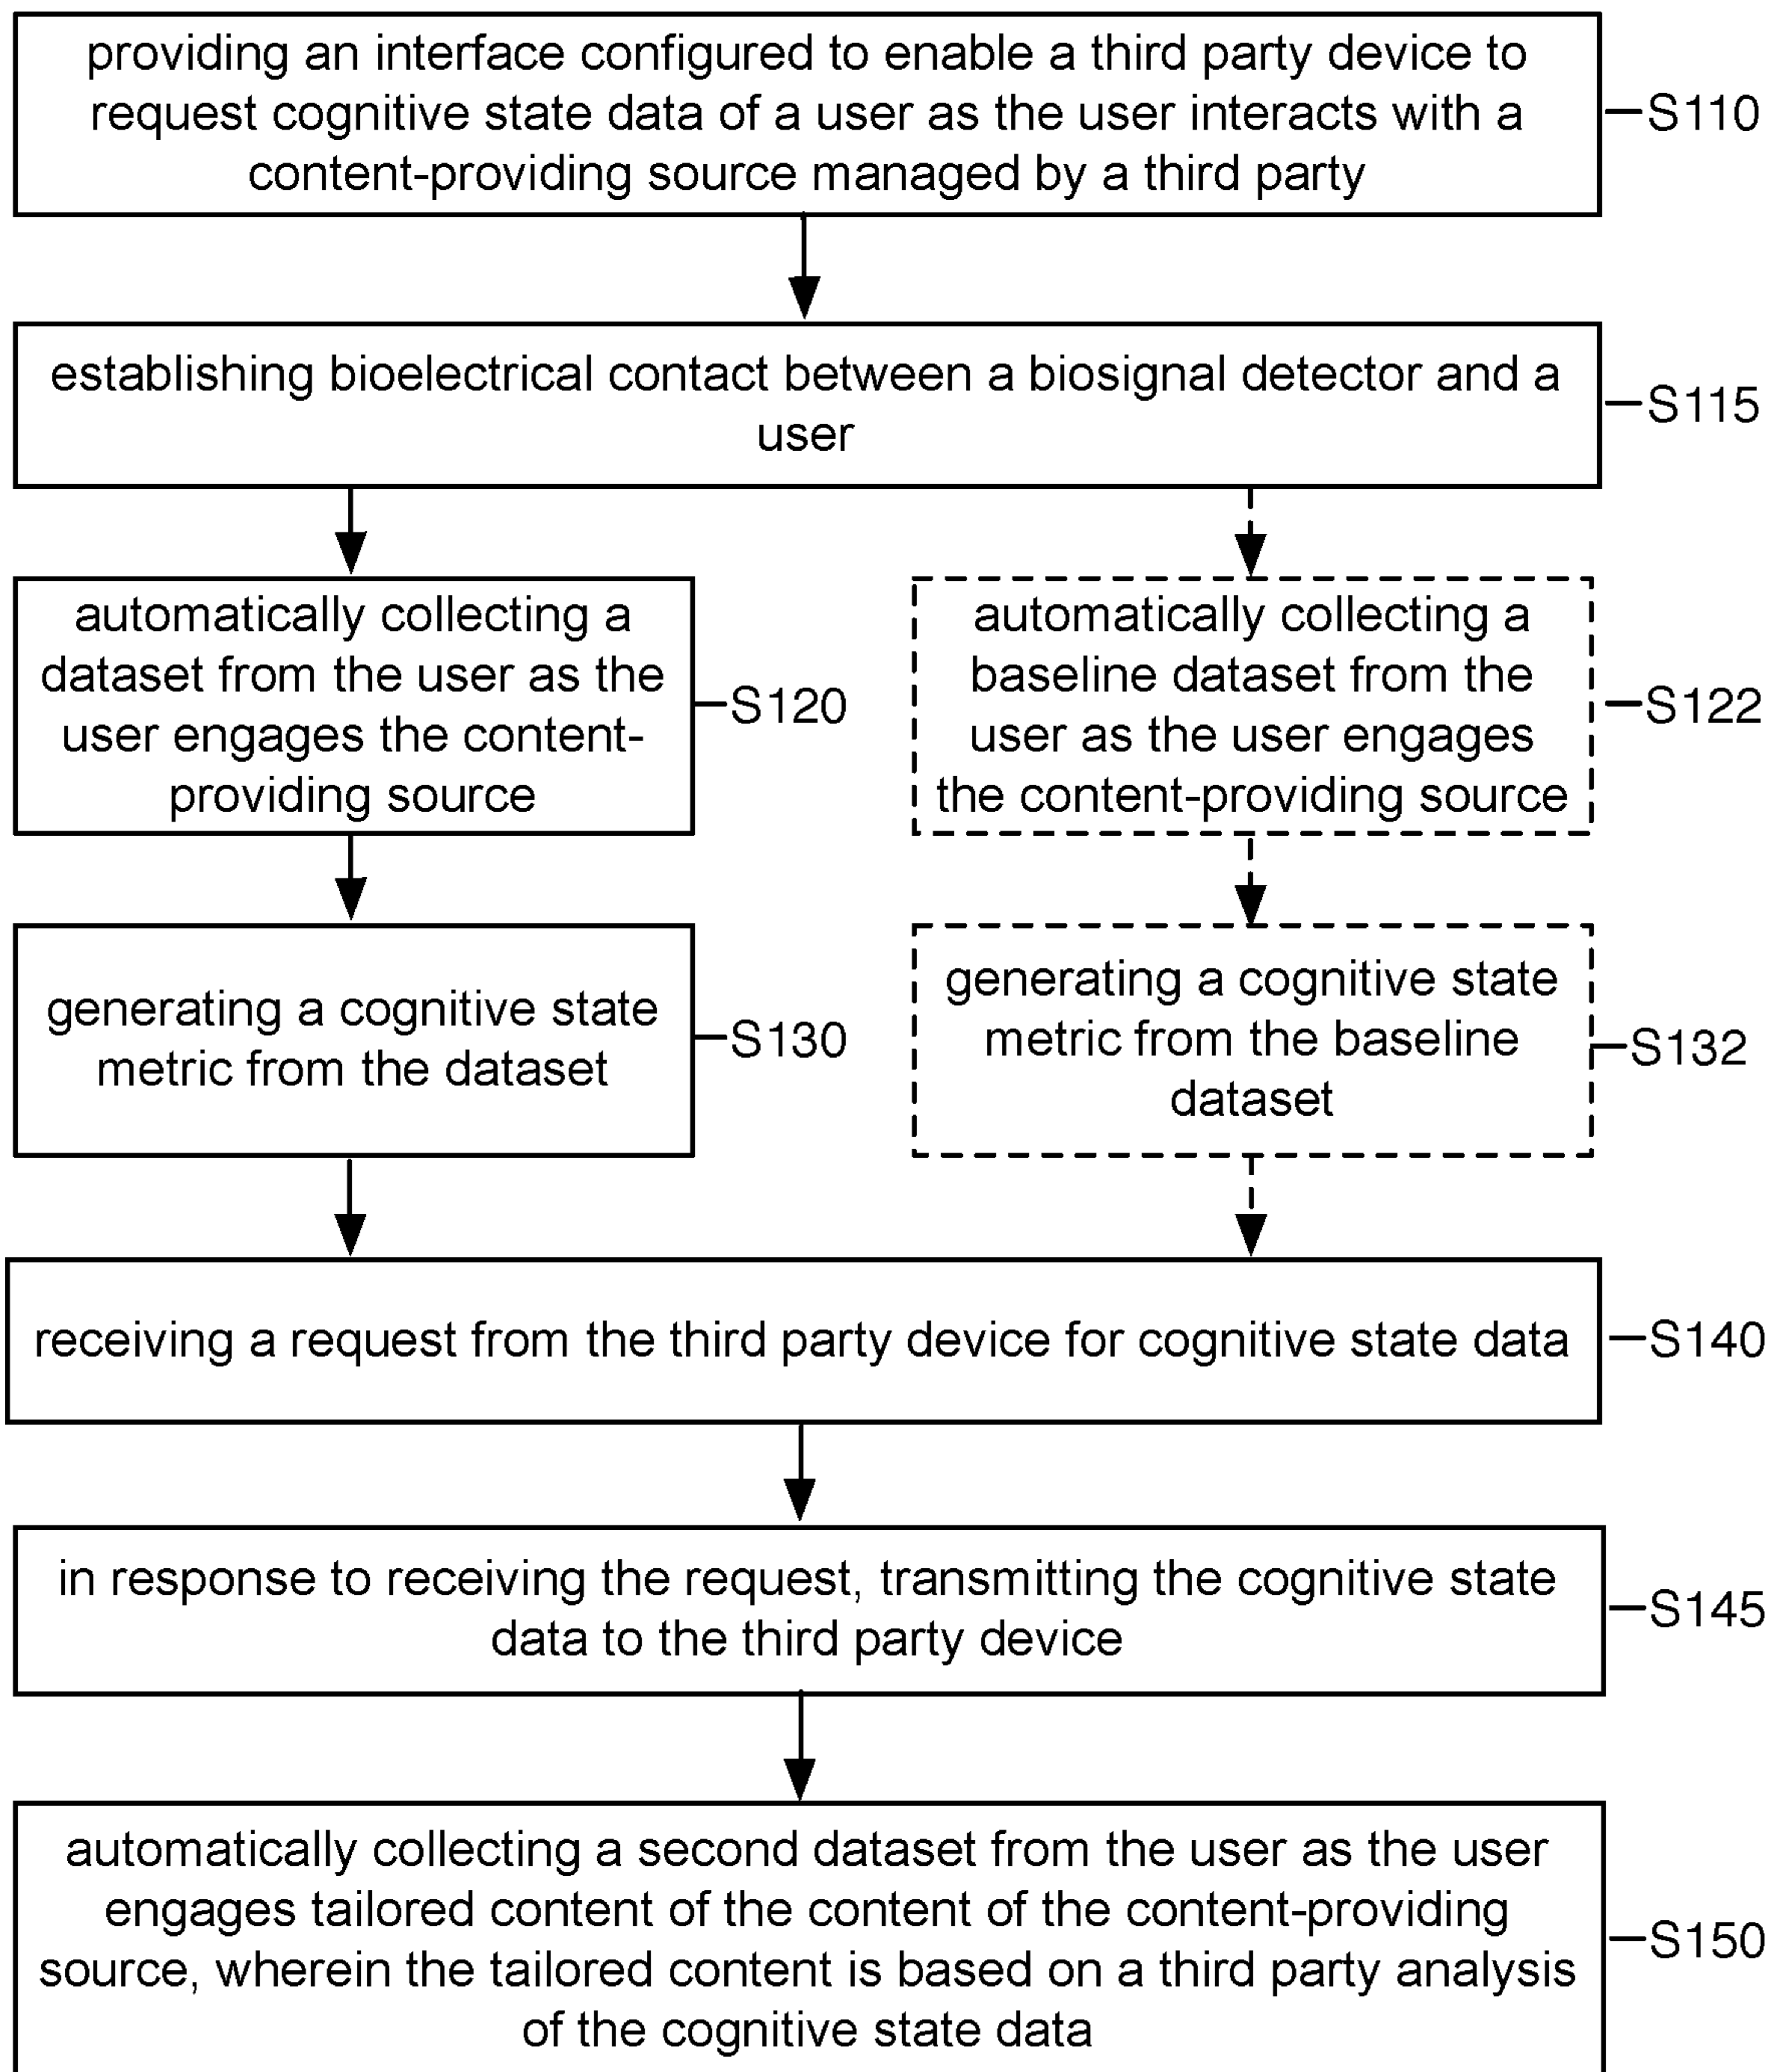 providing an interface configured to enable a third party device to
request cognitive state data of a user as the user interacts with a
content-providing source managed by a third party
S110
establishing bioelectrical contact between a biosignal detector and a
user
S115
automatically collecting a
dataset from the user as the
user engages the content-
providing source
S120
automatically collecting a
baseline dataset from the
user as the user engages
the content-providing source
S122
generating a cognitive state
metric from the dataset
S130
generating a cognitive state
metric from the baseline
dataset
S132
receiving a request from the third party device for cognitive state data
S140
in response to receiving the request, transmitting the cognitive state
data to the third party device
S145
automatically collecting a second dataset from the user as the user
engages tailored content of the content of the content-providing
source, wherein the tailored content is based on a third party analysis
of the cognitive state data
S150